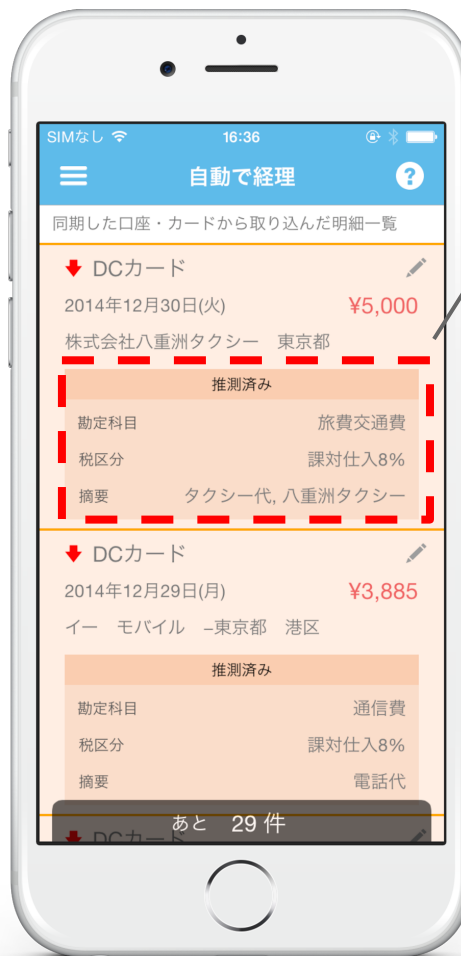 SIMなし 16:36
自動で経理 ?
同期した口座・カードから取り込んだ明細一覧
DCカード
2014年12月30日(火) ¥5,000
株式会社八重洲タクシー　東京都
推測済み
勘定科目 旅費交通費
税区分 課対仕入8%
摘要 タクシー代, 八重洲タクシー
DCカード
2014年12月29日(月) ¥3,885
イー　モバイル　−東京都　港区
推測済み
勘定科目 通信費
税区分 課対仕入8%
摘要 電話代
あと　29 件
DCカード